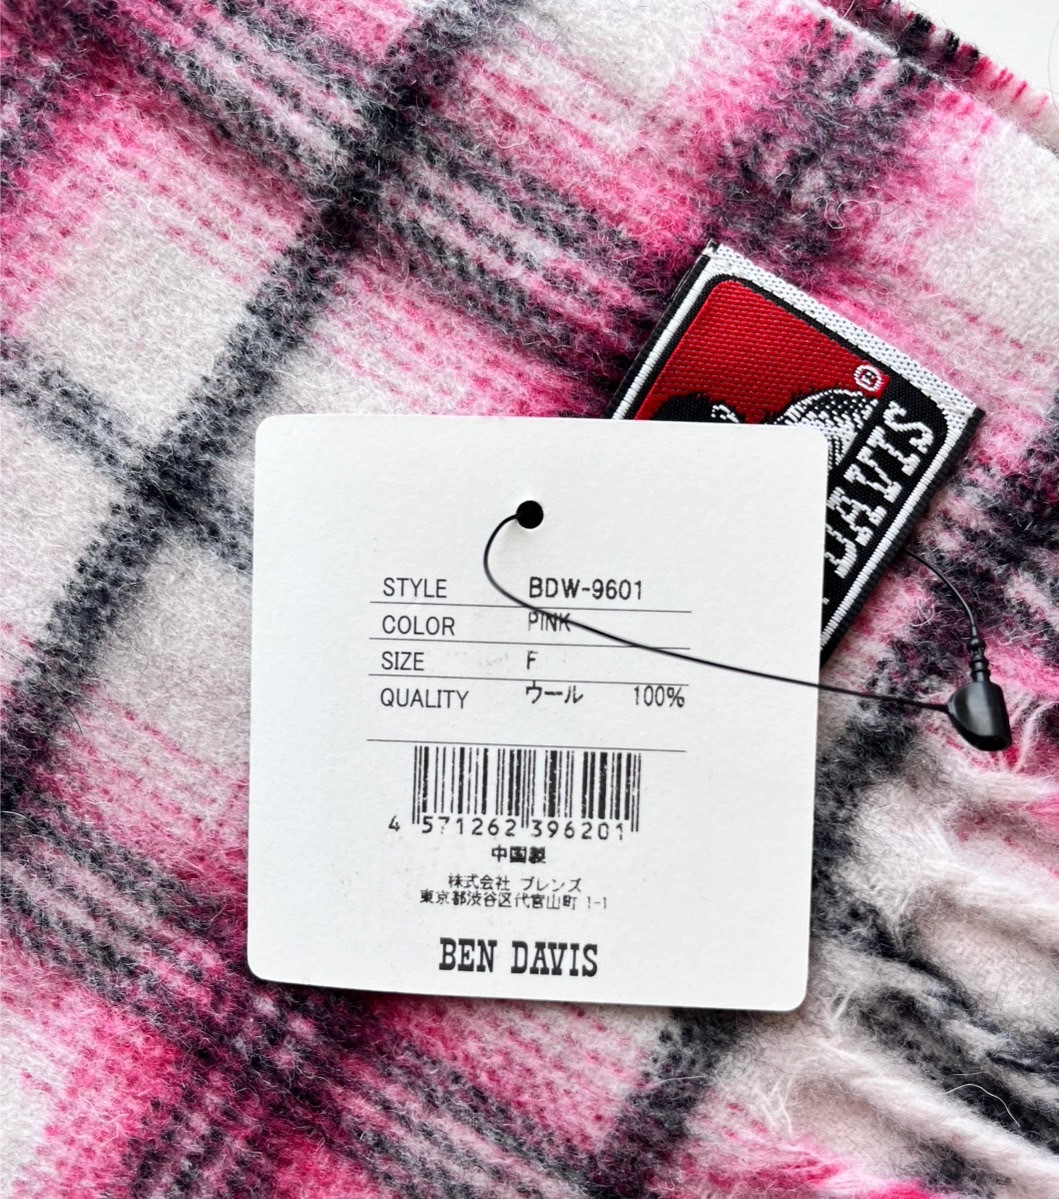 ®
DAVIS
STYLE BDW-9601
COLOR PINK
SIZE F
QUALITY ウール 100%
4 571262 396201
中国製
株式会社 ブレンズ
東京都渋谷区代官山町 1-1
BEN DAVIS